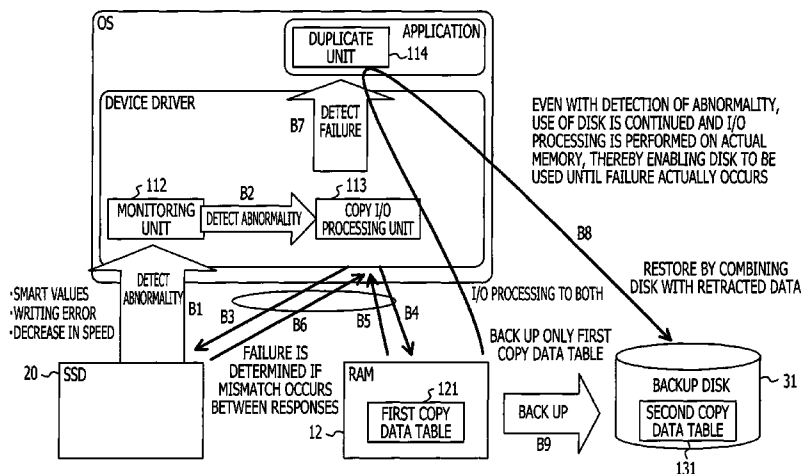 OS
APPLICATION
DUPLICATE
UNIT
114
DEVICE DRIVER
B7
DETECT
FAILURE
EVEN WITH DETECTION OF ABNORMALITY,
USE OF DISK IS CONTINUED AND I/O
PROCESSING IS PERFORMED ON ACTUAL
MEMORY, THEREBY ENABLING DISK TO BE
USED UNTIL FAILURE ACTUALLY OCCURS
112
MONITORING
UNIT
B2
DETECT ABNORMALITY
113
COPY I/O
PROCESSING UNIT
B8
DETECT
ABNORMALITY
B1
•SMART VALUES
•WRITING ERROR
•DECREASE IN SPEED
B3
B6
B5
B4
I/O PROCESSING TO BOTH
RESTORE BY COMBINING
DISK WITH RETRACTED DATA
20
SSD
FAILURE IS
DETERMINED IF
MISMATCH OCCURS
BETWEEN RESPONSES
BACK UP ONLY FIRST
COPY DATA TABLE
RAM
121
FIRST COPY
DATA TABLE
12
BACK UP
B9
BACKUP DISK
31
SECOND COPY
DATA TABLE
131